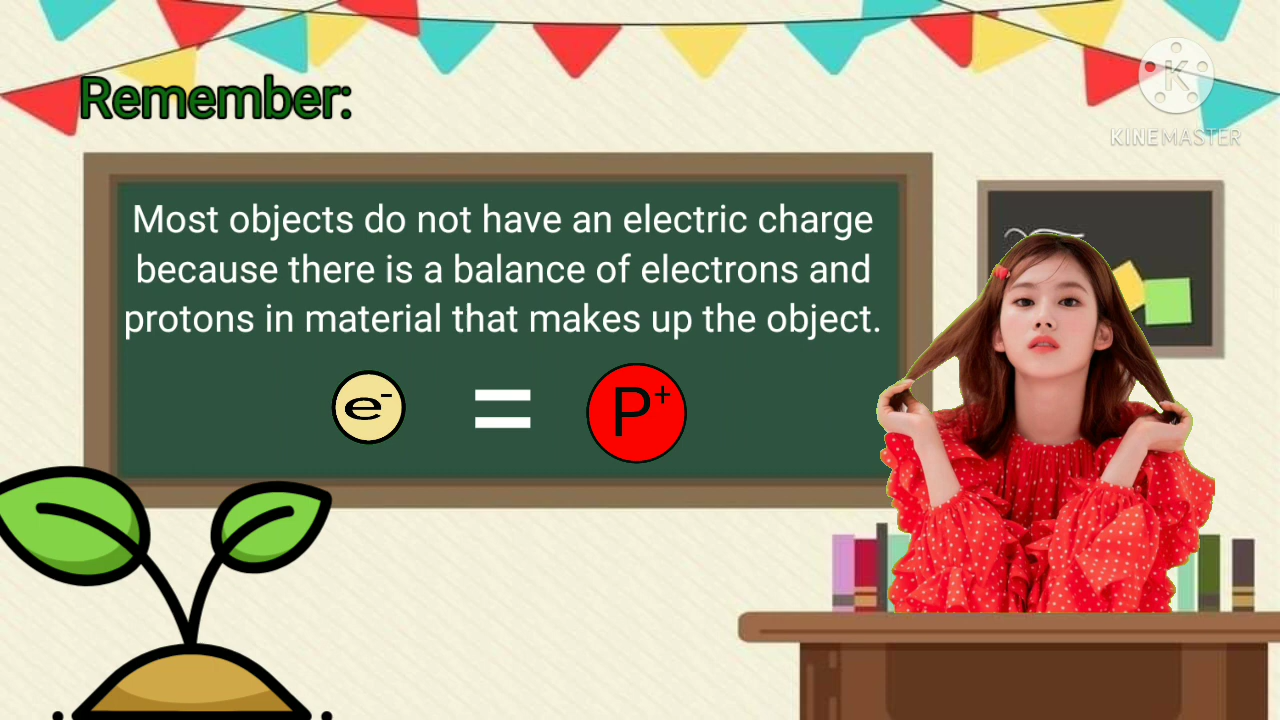 Remember:
K
KINEMASTER
Most objects do not have an electric charge
because there is a balance of electrons and
protons in material that makes up the object.
e- = P+